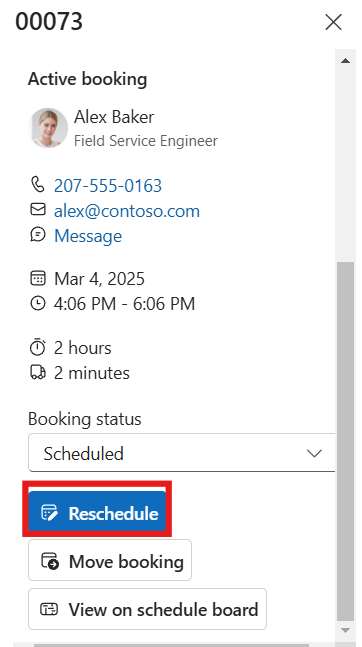 00073
Active booking
Alex Baker
Field Service Engineer
207-555-0163
alex@contoso.com
Message
Mar 4, 2025
4:06 PM - 6:06 PM
2 hours
2 minutes
Booking status
Scheduled
Reschedule
Move booking
View on schedule board